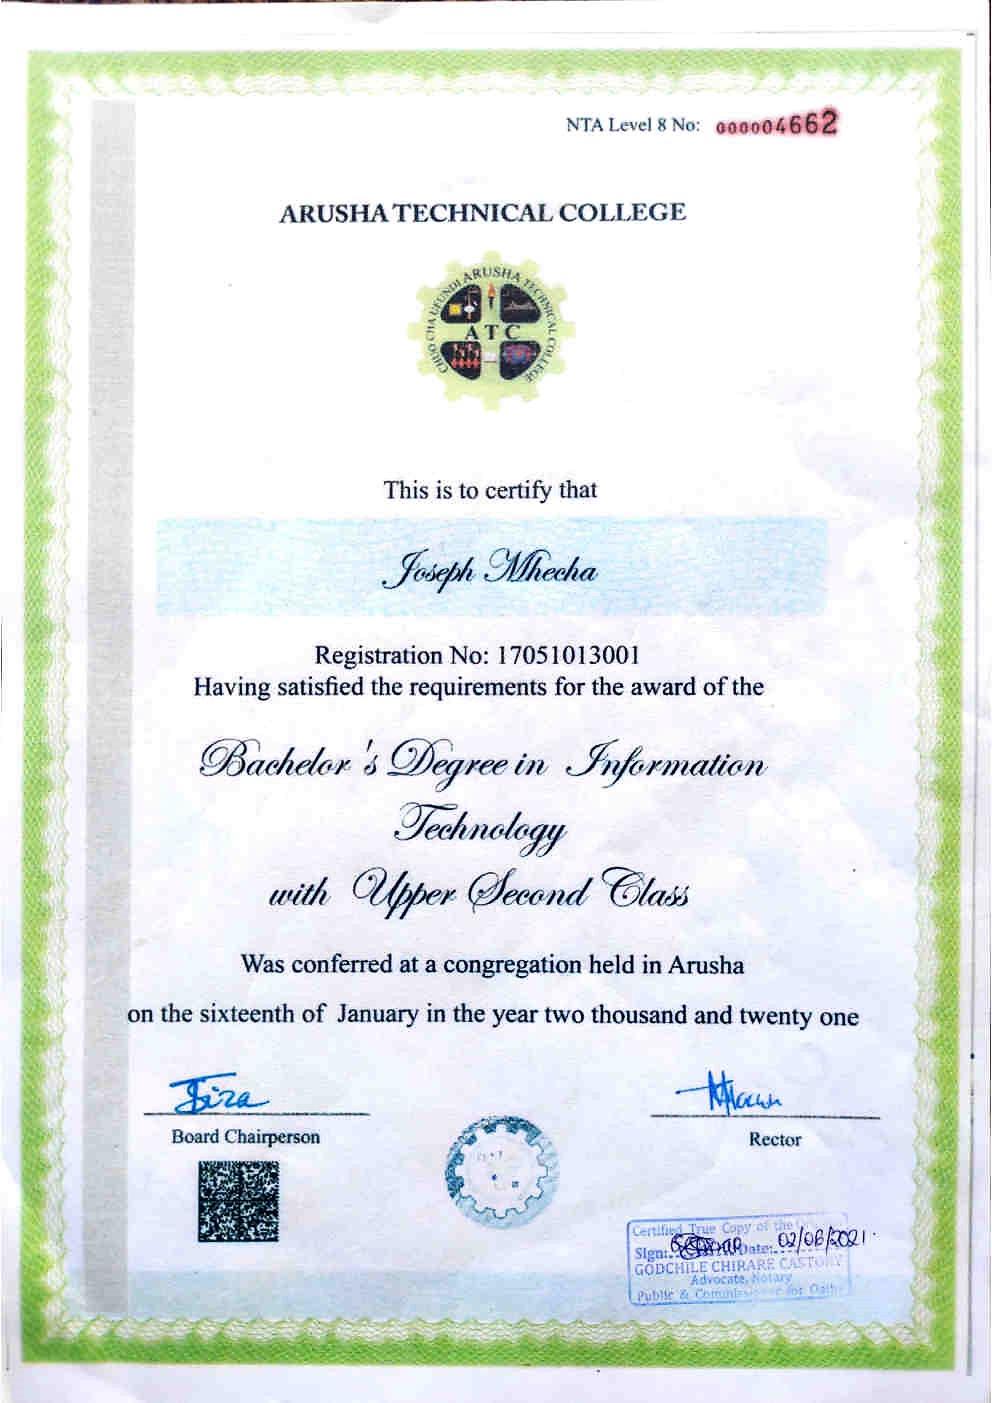 NTA Level 8 No: 000004662
ARUSHA TECHNICAL COLLEGE
CHUO CHA UFUNDI ARUSHA TECHNICAL COLLEGE
ATC
This is to certify that
Joseph Mhecha
Registration No: 17051013001
Having satisfied the requirements for the award of the
Bachelor's Degree in Information
Technology
with Upper Second Class
Was conferred at a congregation held in Arusha
on the sixteenth of January in the year two thousand and twenty one
Board Chairperson
Rector
Certified True Copy of the
Sign: Date: 02/06/2021
GODCHILE CHIRARE CASTORY
Advocate, Notary
Public & Commissioner for Oaths